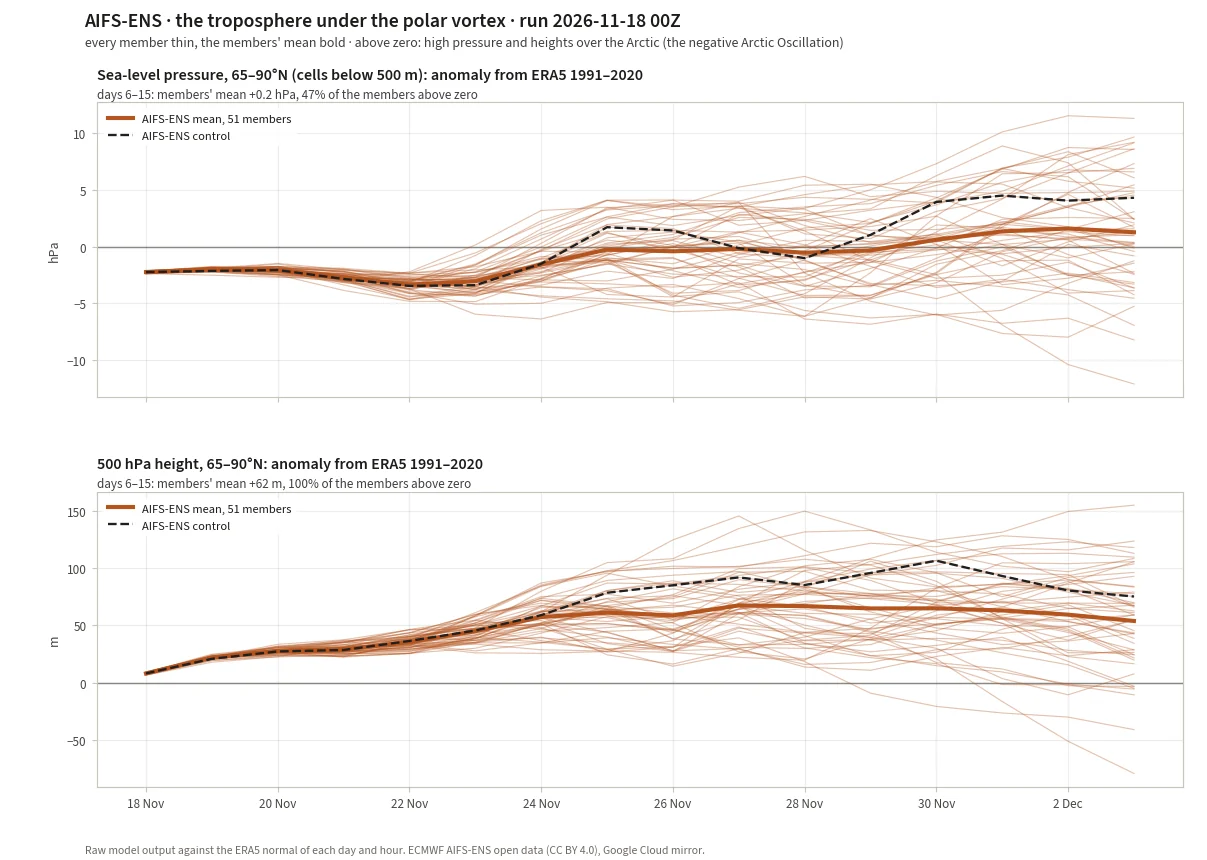 AIFS-ENS · the troposphere under the polar vortex · run 2026-11-18 00Z
every member thin, the members' mean bold · above zero: high pressure and heights over the Arctic (the negative Arctic Oscillation)
Sea-level pressure, 65–90°N (cells below 500 m): anomaly from ERA5 1991–2020
days 6–15: members' mean +0.2 hPa, 47% of the members above zero
AIFS-ENS mean, 51 members
AIFS-ENS control
10
5
0
−5
−10
hPa
500 hPa height, 65–90°N: anomaly from ERA5 1991–2020
days 6–15: members' mean +62 m, 100% of the members above zero
AIFS-ENS mean, 51 members
AIFS-ENS control
150
100
50
0
−50
m
18 Nov 20 Nov 22 Nov 24 Nov 26 Nov 28 Nov 30 Nov 2 Dec
Raw model output against the ERA5 normal of each day and hour. ECMWF AIFS-ENS open data (CC BY 4.0), Google Cloud mirror.